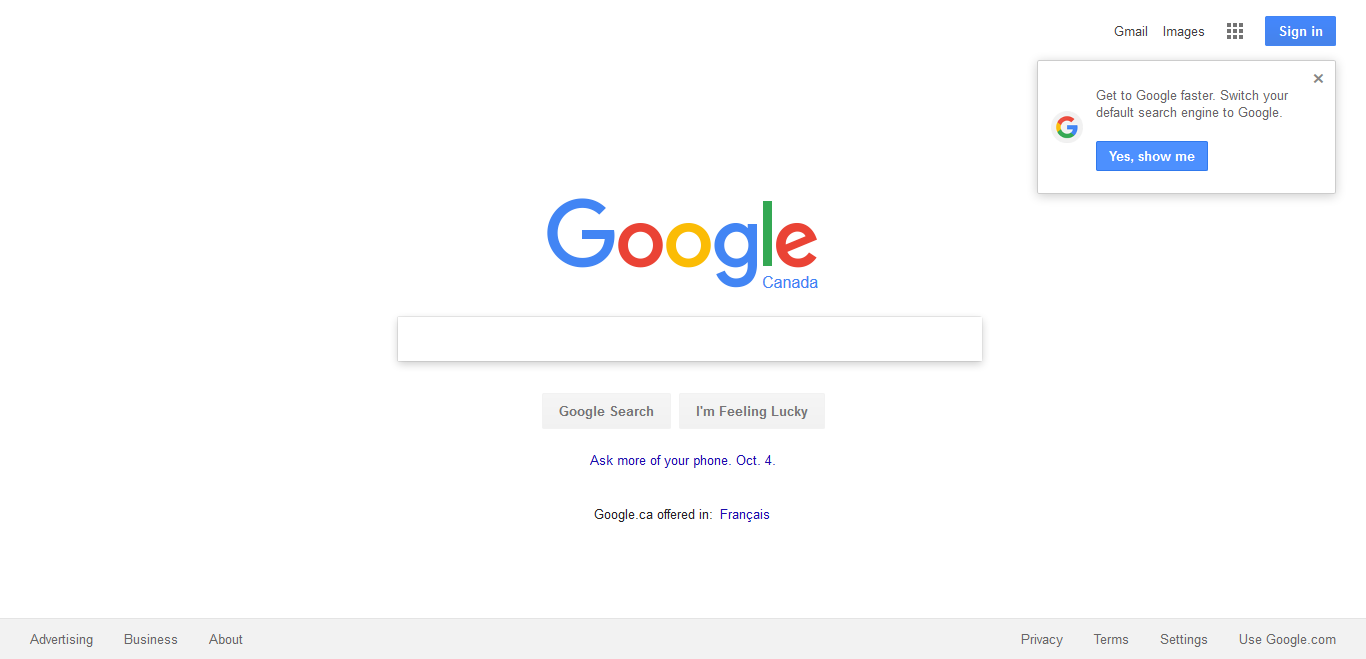 Gmail Images Sign in
Get to Google faster. Switch your
default search engine to Google.
Yes, show me
Google
Canada
Google Search I'm Feeling Lucky
Ask more of your phone. Oct. 4.
Google.ca offered in: Français
Advertising Business About Privacy Terms Settings Use Google.com